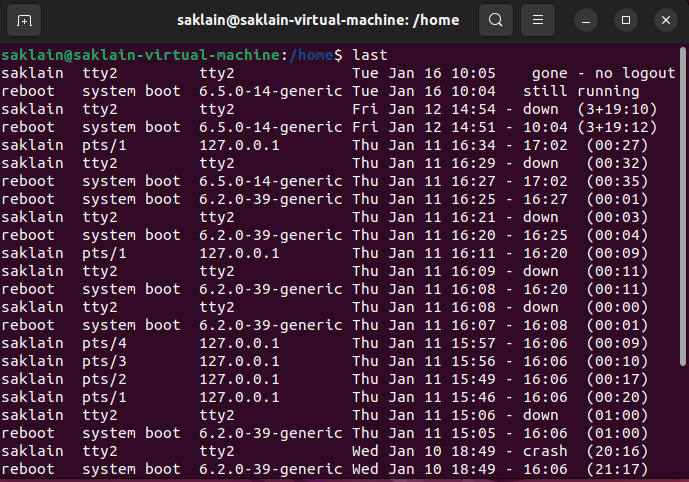 saklain@saklain-virtual-machine: /home
saklain@saklain-virtual-machine:/home$ last
saklain  tty2         tty2             Tue Jan 16 10:05    gone - no logout
reboot   system boot  6.5.0-14-generic Tue Jan 16 10:04   still running
saklain  tty2         tty2             Fri Jan 12 14:54 - down  (3+19:10)
reboot   system boot  6.5.0-14-generic Fri Jan 12 14:51 - 10:04 (3+19:12)
saklain  pts/1        127.0.0.1        Thu Jan 11 16:34 - 17:02  (00:27)
saklain  tty2         tty2             Thu Jan 11 16:29 - down   (00:32)
reboot   system boot  6.5.0-14-generic Thu Jan 11 16:27 - 17:02  (00:35)
reboot   system boot  6.2.0-39-generic Thu Jan 11 16:25 - 16:27  (00:01)
saklain  tty2         tty2             Thu Jan 11 16:21 - down   (00:03)
reboot   system boot  6.2.0-39-generic Thu Jan 11 16:20 - 16:25  (00:04)
saklain  pts/1        127.0.0.1        Thu Jan 11 16:11 - 16:20  (00:09)
saklain  tty2         tty2             Thu Jan 11 16:09 - down   (00:11)
reboot   system boot  6.2.0-39-generic Thu Jan 11 16:08 - 16:20  (00:11)
saklain  tty2         tty2             Thu Jan 11 16:08 - down   (00:00)
reboot   system boot  6.2.0-39-generic Thu Jan 11 16:07 - 16:08  (00:01)
saklain  pts/4        127.0.0.1        Thu Jan 11 15:57 - 16:06  (00:09)
saklain  pts/3        127.0.0.1        Thu Jan 11 15:56 - 16:06  (00:10)
saklain  pts/2        127.0.0.1        Thu Jan 11 15:49 - 16:06  (00:17)
saklain  pts/1        127.0.0.1        Thu Jan 11 15:46 - 16:06  (00:20)
saklain  tty2         tty2             Thu Jan 11 15:06 - down   (01:00)
reboot   system boot  6.2.0-39-generic Thu Jan 11 15:05 - 16:06  (01:00)
saklain  tty2         tty2             Wed Jan 10 18:49 - crash  (20:16)
reboot   system boot  6.2.0-39-generic Wed Jan 10 18:49 - 16:06  (21:17)